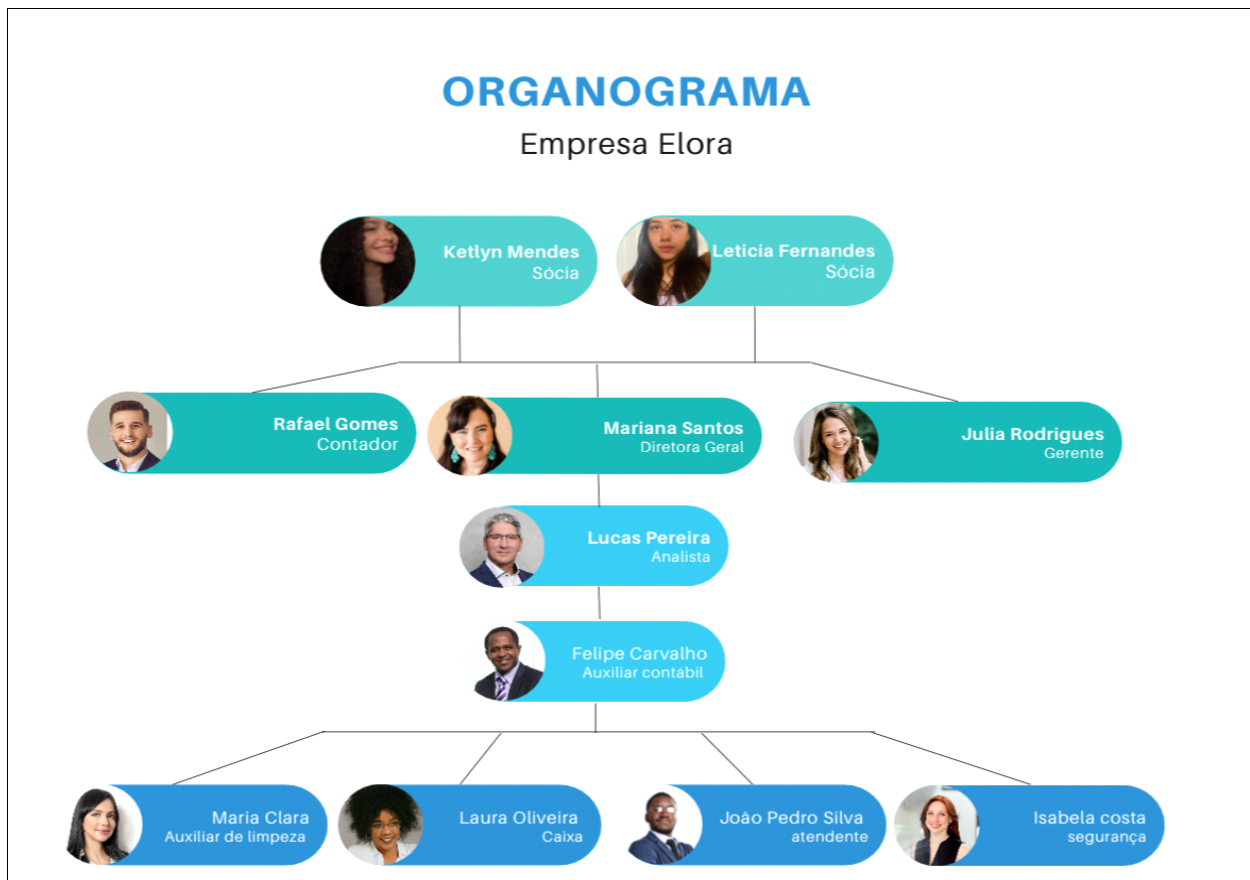 ORGANOGRAMA
Empresa Elora
Ketlyn Mendes
Sócia
Leticia Fernandes
Sócia
Rafael Gomes
Contador
Mariana Santos
Diretora Geral
Julia Rodrigues
Gerente
Lucas Pereira
Analista
Felipe Carvalho
Auxiliar contábil
Maria Clara
Auxiliar de limpeza
Laura Oliveira
Caixa
João Pedro Silva
atendente
Isabela costa
segurança